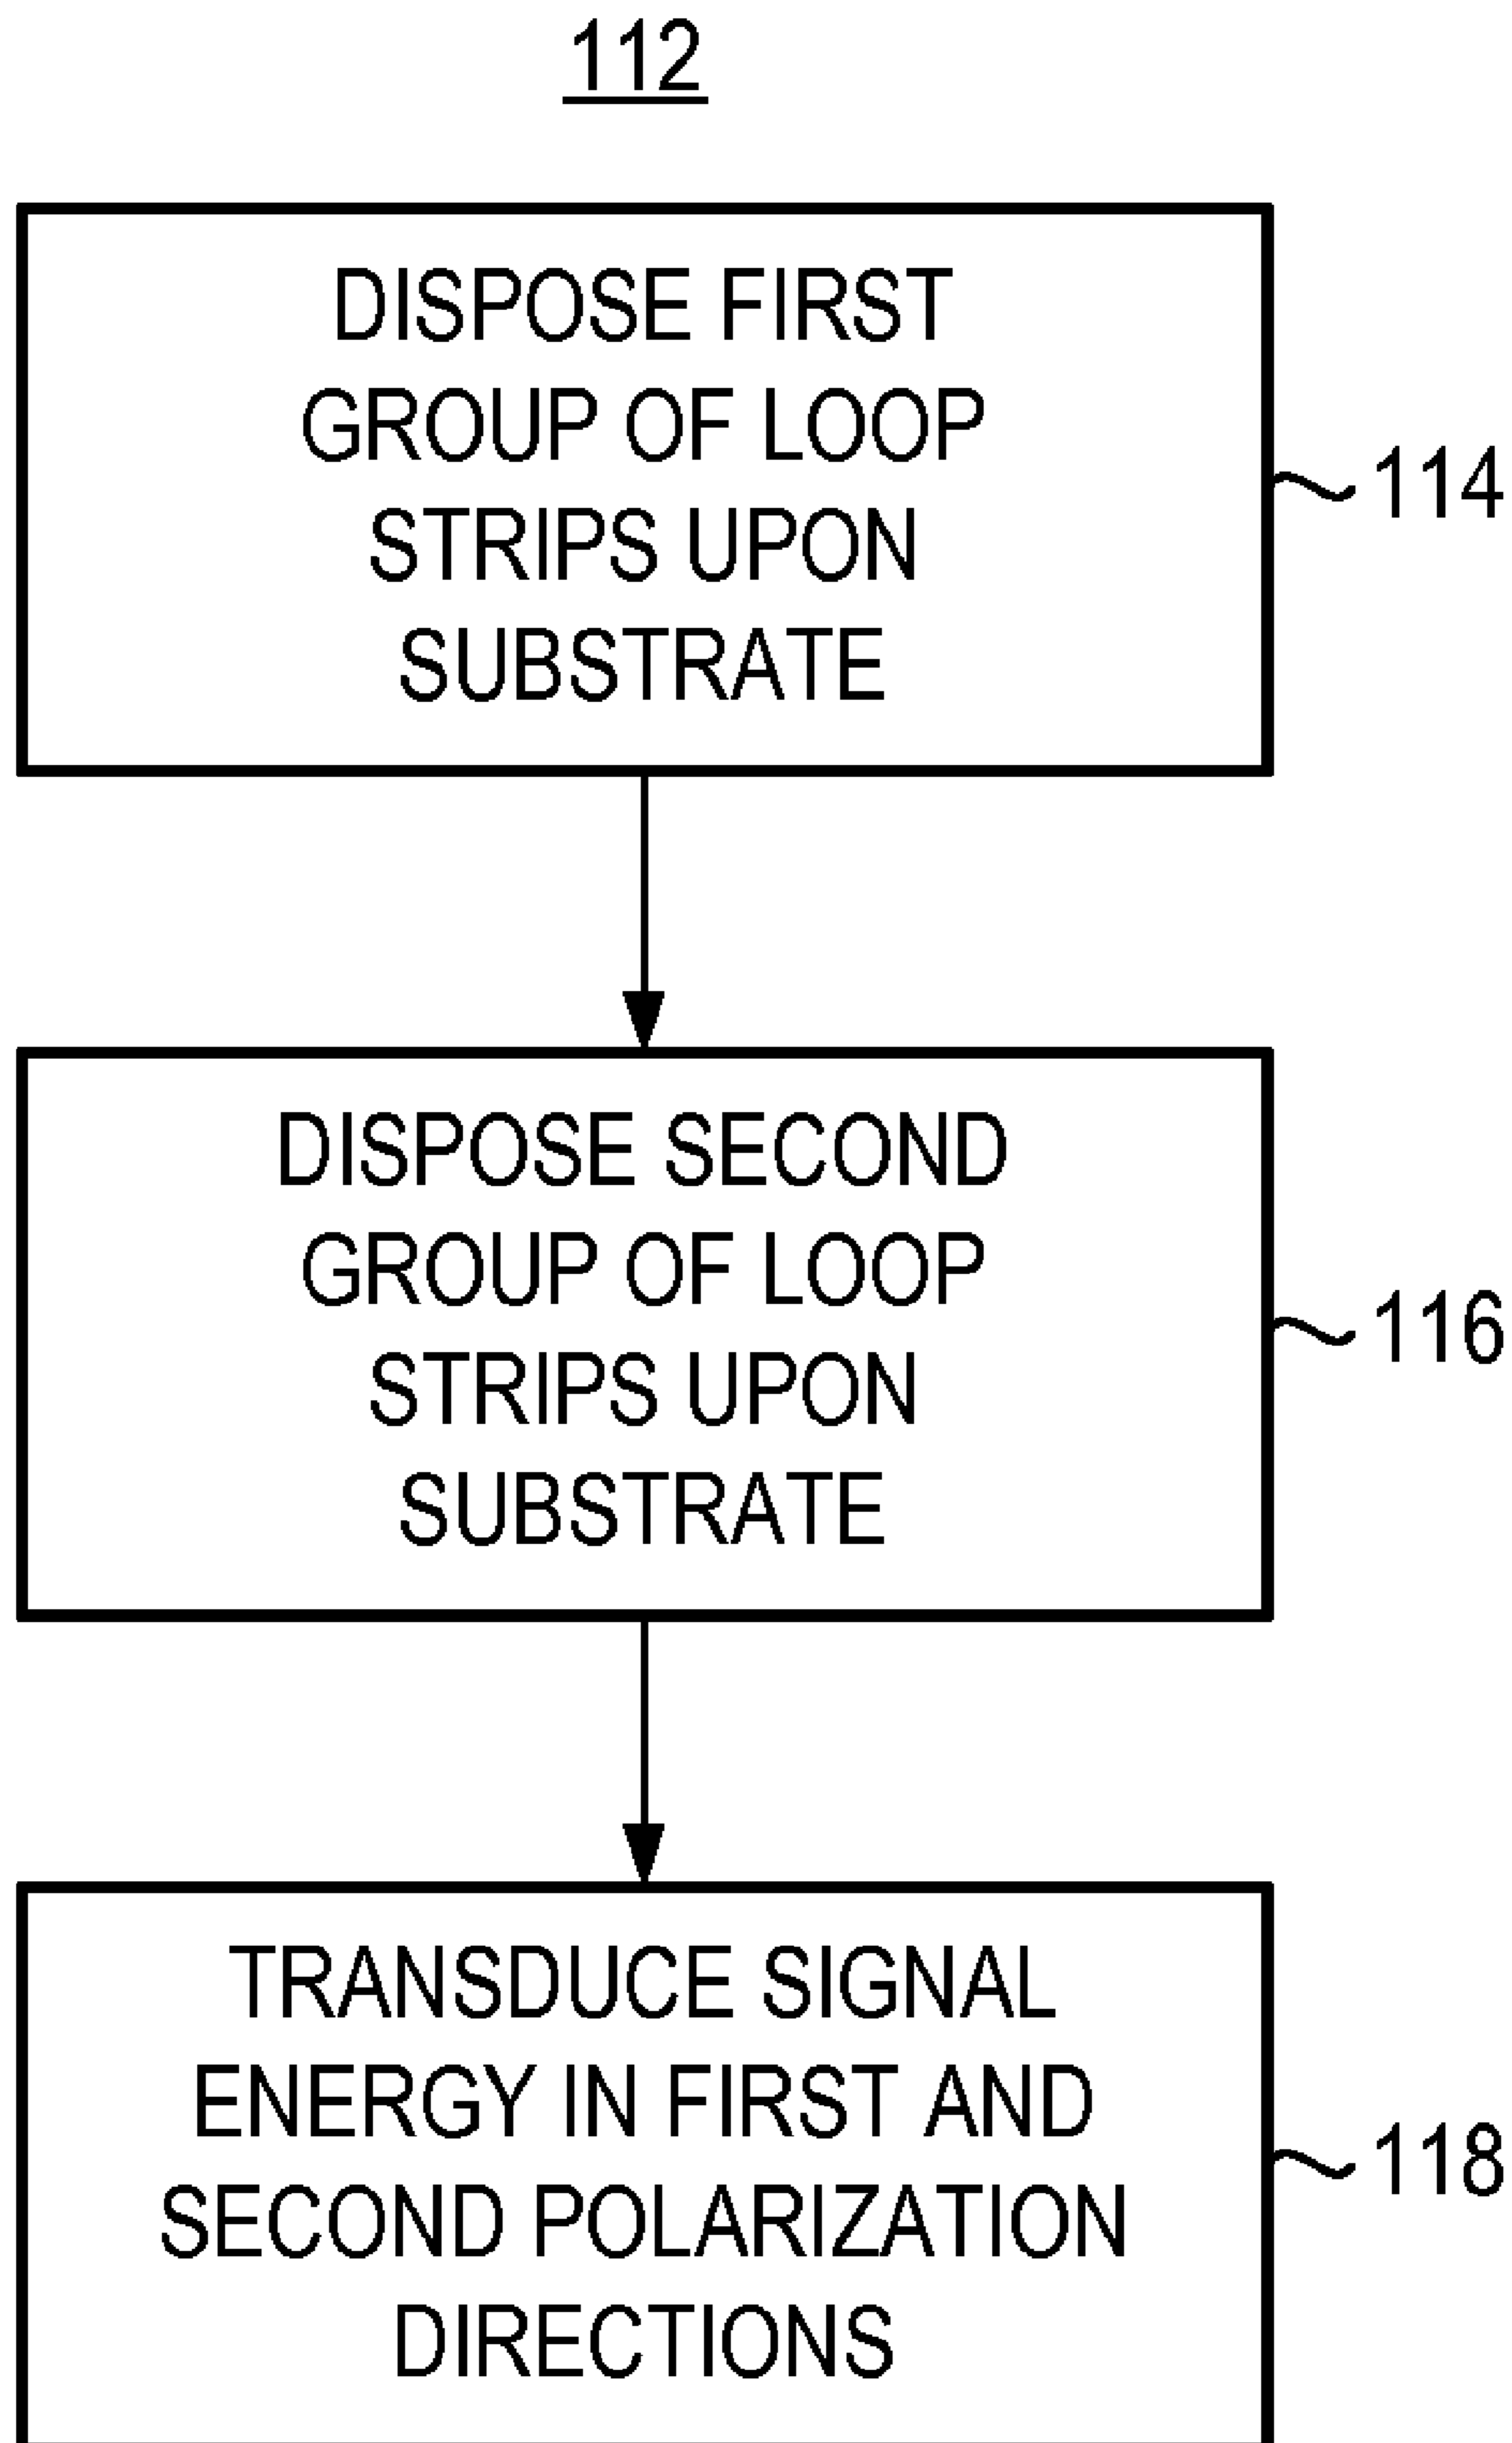 112
DISPOSE FIRST
GROUP OF LOOP
STRIPS UPON
SUBSTRATE
114
DISPOSE SECOND
GROUP OF LOOP
STRIPS UPON
SUBSTRATE
116
TRANSDUCE SIGNAL
ENERGY IN FIRST AND
SECOND POLARIZATION
DIRECTIONS
118